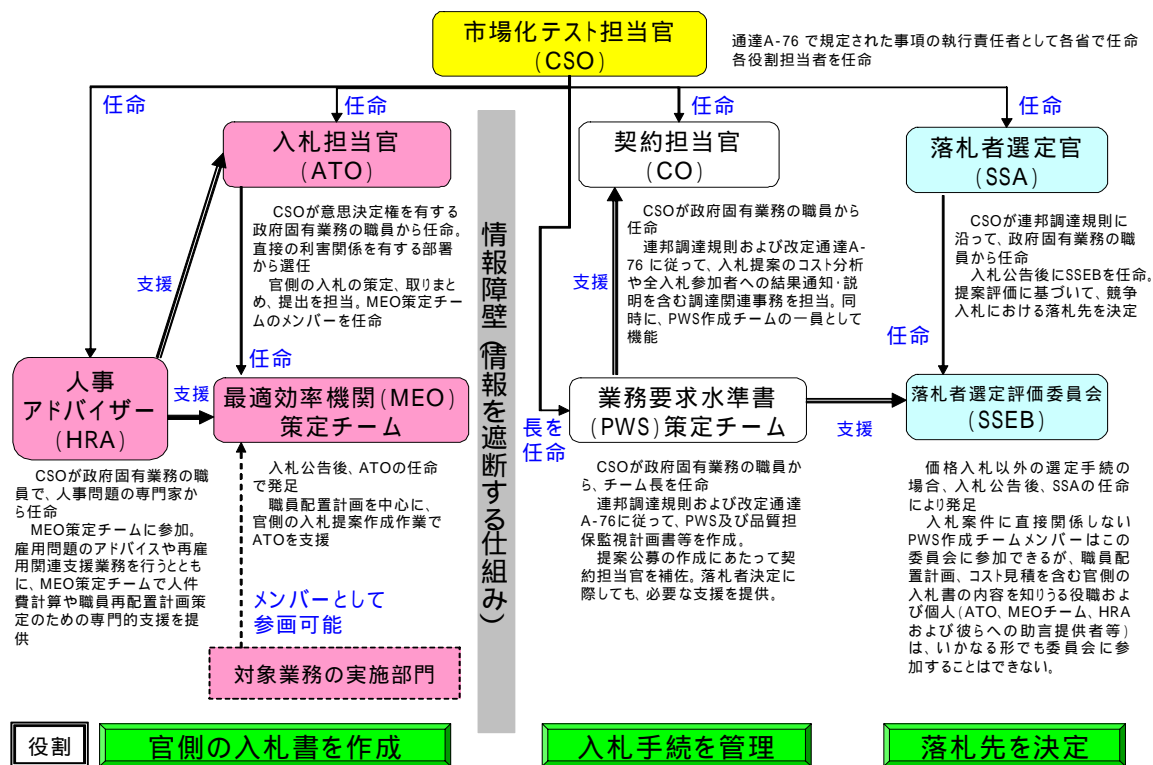 市場化テスト担当官
(CSO)
通達A-76 で規定された事項の執行責任者として各省で任命
各役割担当者を任命
任命
任命
任命
任命
入札担当官
(ATO)
契約担当官
(CO)
落札者選定官
(SSA)
CSOが意思決定権を有する
政府固有業務の職員から任命。
直接の利害関係を有する部署
から選任
官側の入札の策定、取りまと
め、提出を担当。MEO策定チー
ムのメンバーを任命
支援
任命
情報障壁(情報を遮断する仕組み)
CSOが政府固有業務の職員から
任命
連邦調達規則および改定通達A-
76 に従って、入札提案のコスト分析
や全入札参加者への結果通知・説
明を含む調達関連事務を担当。同
時に、PWS作成チームの一員として
機能
支援
CSOが連邦調達規則に
沿って、政府固有業務の職
員から任命
入札公告後にSSEBを任命。
提案評価に基づいて、競争
入札における落札先を決定
任命
人事
アドバイザー
(HRA)
支援
最適効率機関(MEO)
策定チーム
長を
任命
業務要求水準書
(PWS)策定チーム
支援
落札者選定評価委員会
(SSEB)
CSOが政府固有業務の職
員で、人事問題の専門家か
ら任命
MEO策定チームに参加。
雇用問題のアドバイスや再雇
用関連支援業務を行うととも
に、MEO策定チームで人件
費計算や職員再配置計画策
定のための専門的支援を提
供
入札公告後、ATOの任命
で発足
職員配置計画を中心に、
官側の入札提案作成作業で
ATOを支援
メンバーとして
参画可能
対象業務の実施部門
CSOが政府固有業務の職員か
ら、チーム長を任命
連邦調達規則および改定通達
A-76に従って、PWS及び品質担
保監視計画書等を作成。
提案公募の作成にあたって契
約担当官を補佐。落札者決定に
際しても、必要な支援を提供。
価格入札以外の選定手続の
場合、入札公告後、SSAの任命
により発足
入札案件に直接関係しない
PWS作成チームメンバーはこの
委員会に参加できるが、職員配
置計画、コスト見積を含む官側の
入札書の内容を知りうる役職およ
び個人(ATO、MEOチーム、HRA
および彼らへの助言提供者等)
は、いかなる形でも委員会に参
加することはできない。
役割
官側の入札書を作成
入札手続を管理
落札先を決定